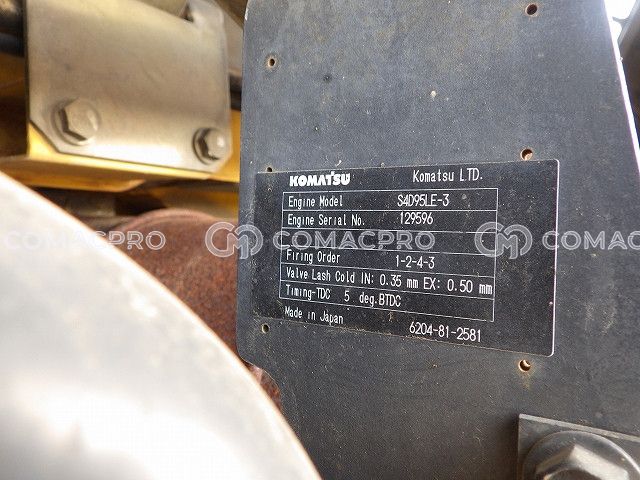 KOMATSU Komatsu LTD.
Engine Model S4D95LE-3
Engine Serial No. 129596
COMACPRO COMACPRO COMACPRO
Firing Order 1-2-4-3
Valve Lash Cold IN: 0.35 mm EX: 0.50 mm
Timing-TDC 5 deg.BTDC
Made in Japan 6204-81-2581